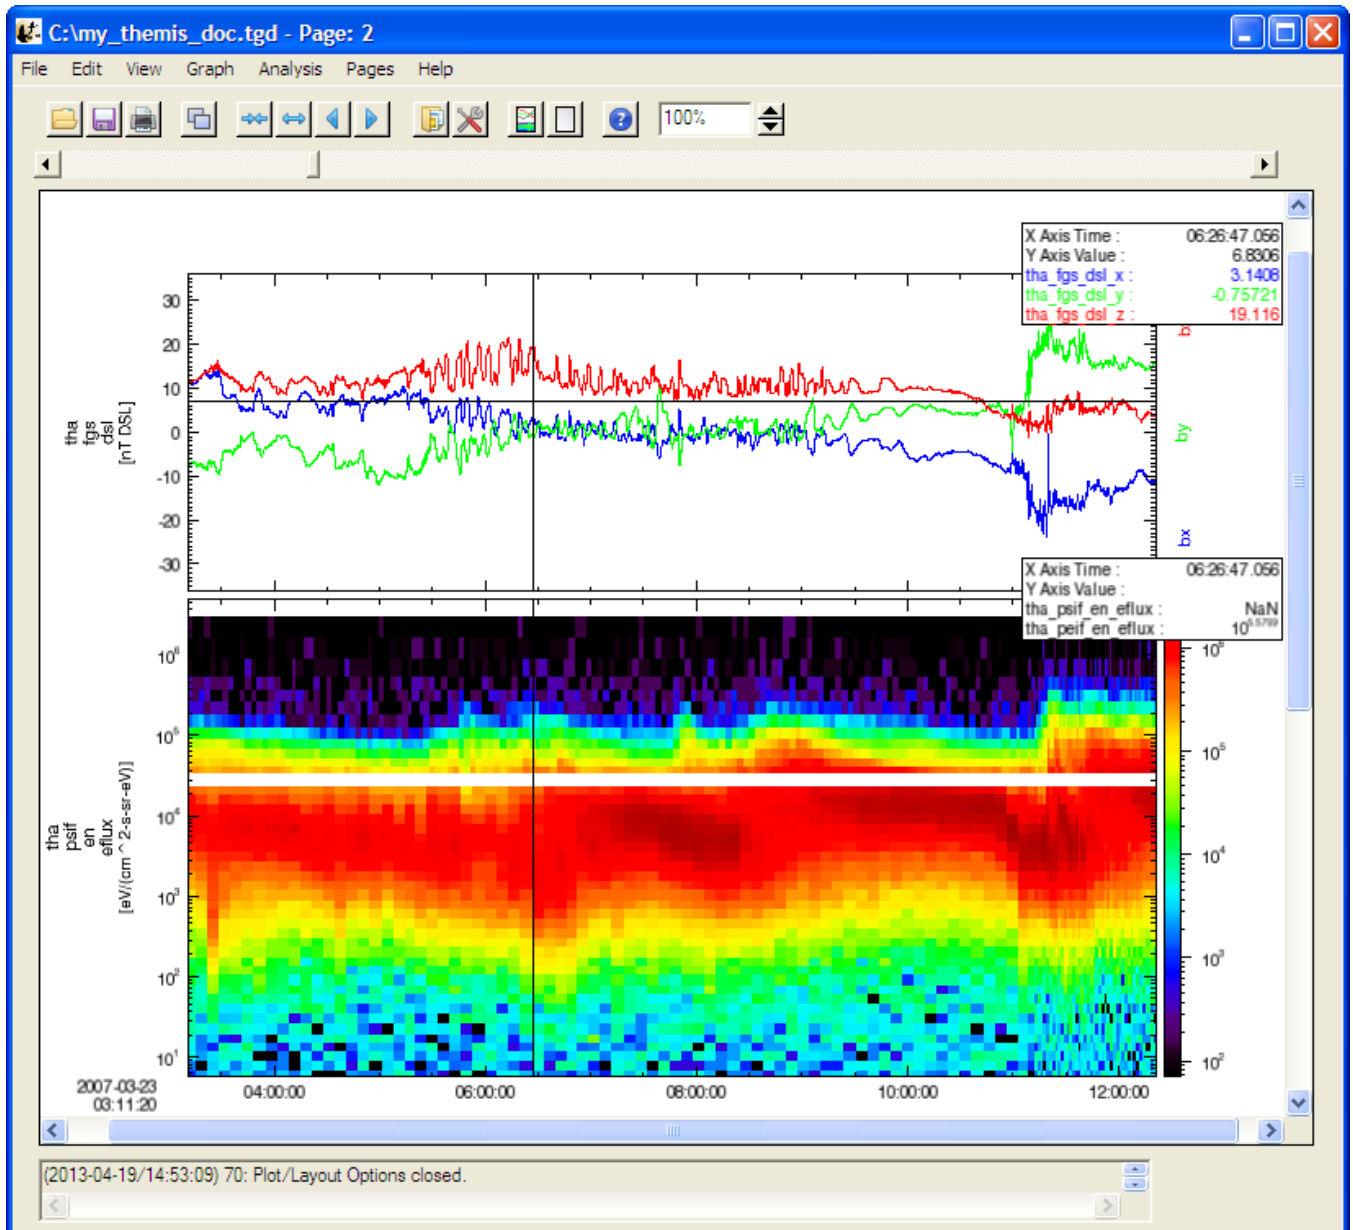 C:\my_themis_doc.tgd - Page: 2
File Edit View Graph Analysis Pages Help
100%
X Axis Time : 06:26:47.056
Y Axis Value : 6.8306
tha_fgs_dsl_x : 3.1408
tha_fgs_dsl_y : -0.75721
tha_fgs_dsl_z : 19.116
30
20
10
0
-10
-20
-30
tha
fgs
dsl
[nT DSL]
by
bx
X Axis Time : 06:26:47.056
Y Axis Value :
tha_psif_en_eflux : NaN
tha_peif_en_eflux : 10^5.5799
10^6
10^5
10^4
10^3
10^2
10^1
tha
psif
en
eflux
[eV/(cm ^ 2-s-sr-eV)]
10^6
10^5
10^4
10^3
10^2
2007-03-23
03:11:20
04:00:00 06:00:00 08:00:00 10:00:00 12:00:00
(2013-04-19/14:53:09) 70: Plot/Layout Options closed.